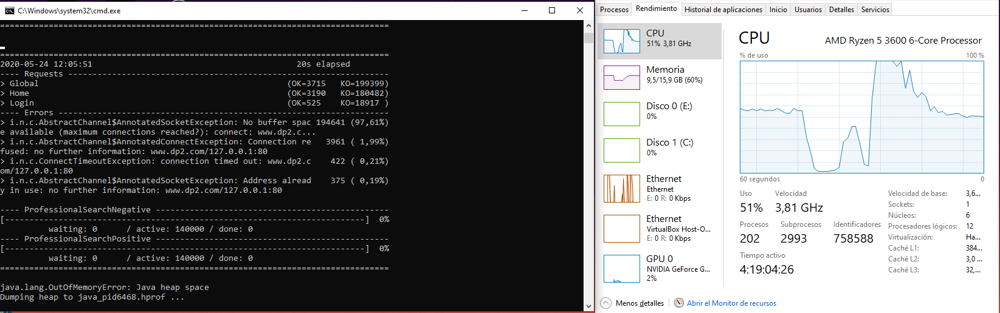 C:\Windows\system32\cmd.exe
================================================================================
================================================================================
2020-05-24 12:05:51                                          20s elapsed
---- Requests ------------------------------------------------------------------
> Global                                                   (OK=3715   KO=199399)
> Home                                                     (OK=3190   KO=180482)
> Login                                                    (OK=525    KO=18917 )
---- Errors --------------------------------------------------------------------
> i.n.c.AbstractChannel$AnnotatedSocketException: No buffer spac 194641 (97,61%)
e available (maximum connections reached?): connect: www.dp2.c...
> i.n.c.AbstractChannel$AnnotatedConnectException: Connection re   3961 ( 1,99%)
fused: no further information: www.dp2.com/127.0.0.1:80
> i.n.c.ConnectTimeoutException: connection timed out: www.dp2.c    422 ( 0,21%)
om/127.0.0.1:80
> i.n.c.AbstractChannel$AnnotatedSocketException: Address alread    375 ( 0,19%)
y in use: no further information: www.dp2.com/127.0.0.1:80
---- ProfessionalSearchNegative ------------------------------------------------
[--------------------------------------------------------------------------]  0%
          waiting: 0      / active: 140000 / done: 0
---- ProfessionalSearchPositive ------------------------------------------------
[--------------------------------------------------------------------------]  0%
          waiting: 0      / active: 140000 / done: 0
================================================================================
java.lang.OutOfMemoryError: Java heap space
Dumping heap to java_pid6468.hprof ...
Procesos Rendimiento Historial de aplicaciones Inicio Usuarios Detalles Servicios
CPU
51% 3,81 GHz
Memoria
9,5/15,9 GB (60%)
Disco 0 (E:)
0%
Disco 1 (C:)
0%
Ethernet
Ethernet
E: 0 R: 0 Kbps
Ethernet
VirtualBox Host-O...
E: 0 R: 0 Kbps
GPU 0
NVIDIA GeForce G...
2%
CPU AMD Ryzen 5 3600 6-Core Processor
% de uso 100 %
60 segundos 0
Uso Velocidad
51% 3,81 GHz
Procesos Subprocesos Identificadores
202 2993 758588
Tiempo activo
4:19:04:26
Velocidad de base: 3,6...
Sockets: 1
Núcleos: 6
Procesadores lógicos: 12
Virtualización: Ha...
Caché L1: 384...
Caché L2: 3,0 ...
Caché L3: 32,...
Menos detalles Abrir el Monitor de recursos